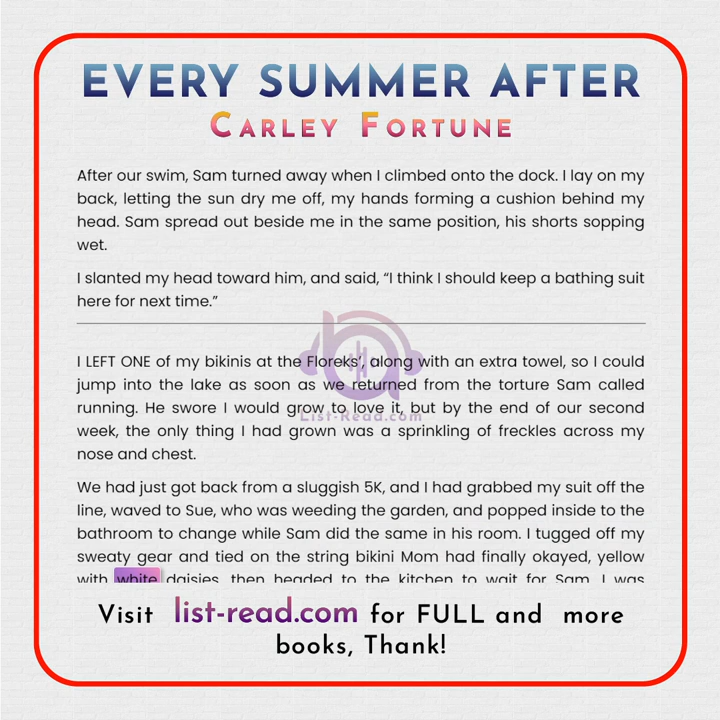 EVERY SUMMER AFTER
CARLEY FORTUNE
After our swim, Sam turned away when I climbed onto the dock. I lay on my
back, letting the sun dry me off, my hands forming a cushion behind my
head. Sam spread out beside me in the same position, his shorts sopping
wet.
I slanted my head toward him, and said, “I think I should keep a bathing suit
here for next time.”
I LEFT ONE of my bikinis at the Floreks’, along with an extra towel, so I could
jump into the lake as soon as we returned from the torture Sam called
running. He swore I would grow to love it, but by the end of our second
List-Read.com
week, the only thing I had grown was a sprinkling of freckles across my
nose and chest.
We had just got back from a sluggish 5K, and I had grabbed my suit off the
line, waved to Sue, who was weeding the garden, and popped inside to the
bathroom to change while Sam did the same in his room. I tugged off my
sweaty gear and tied on the string bikini Mom had finally okayed, yellow
with white daisies, then headed to the kitchen to wait for Sam. I was
Visit list-read.com for FULL and more
books, Thank!